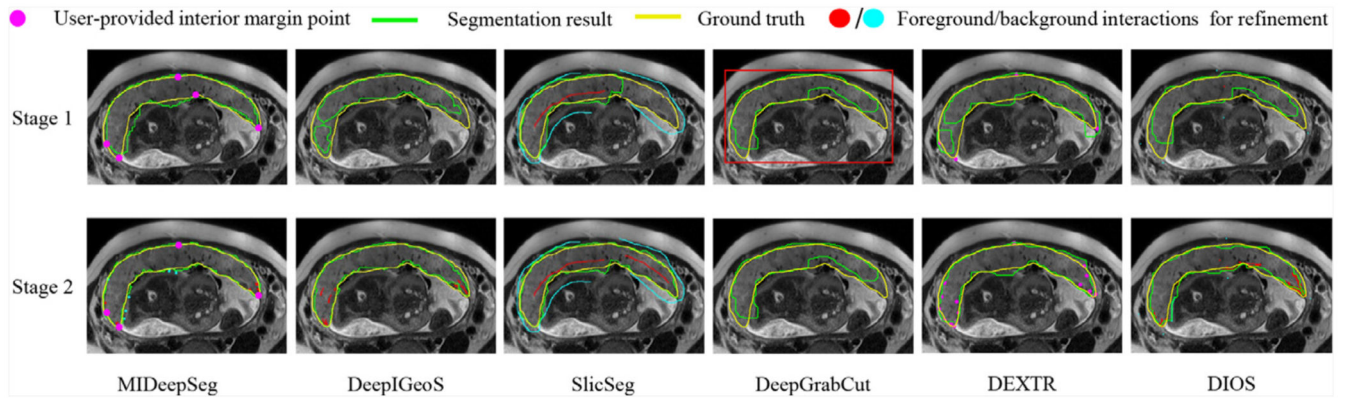 User-provided interior margin point Segmentation result Ground truth / Foreground/background interactions for refinement
Stage 1
Stage 2
MIDeepSeg DeepIGeoS SlicSeg DeepGrabCut DEXTR DIOS